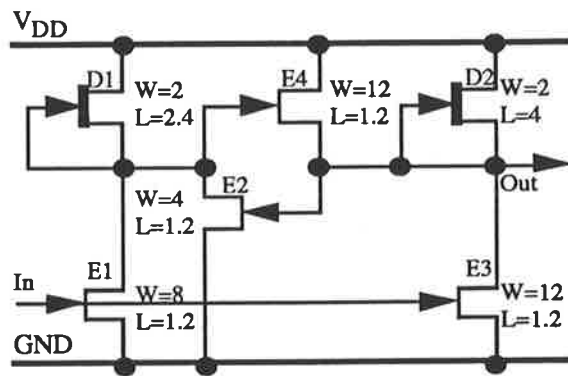 VDD
D1
W=2
L=2.4
E4
W=12
L=1.2
D2
W=2
L=4
W=4
L=1.2
E2
Out
In
E1
W=8
L=1.2
E3
W=12
L=1.2
GND